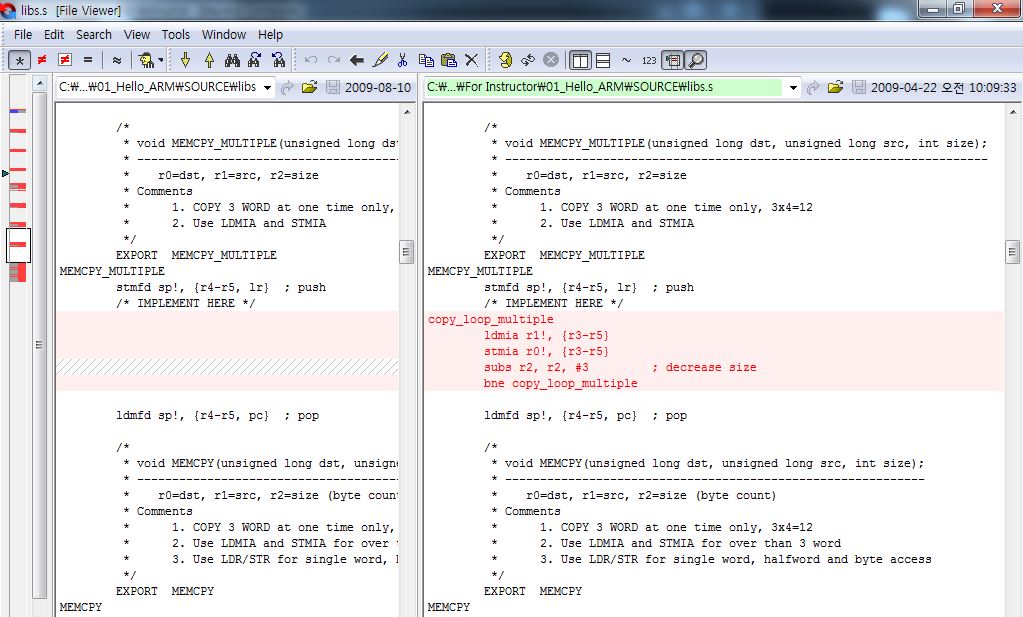 libs.s [File Viewer]
File Edit Search View Tools Window Help
123
C:₩...₩01_Hello_ARM₩SOURCE₩libs
2009-08-10
/*
* void MEMCPY_MULTIPLE(unsigned long dst
* -------------------------------------
* r0=dst, r1=src, r2=size
* Comments
* 1. COPY 3 WORD at one time only,
* 2. Use LDMIA and STMIA
*/
EXPORT MEMCPY_MULTIPLE
MEMCPY_MULTIPLE
stmfd sp!, {r4-r5, lr} ; push
/* IMPLEMENT HERE */
ldmfd sp!, {r4-r5, pc} ; pop
/*
* void MEMCPY(unsigned long dst, unsigne
* -------------------------------------
* r0=dst, r1=src, r2=size (byte count
* Comments
* 1. COPY 3 WORD at one time only,
* 2. Use LDMIA and STMIA for over
* 3. Use LDR/STR for single word,
*/
EXPORT MEMCPY
MEMCPY
C:₩...₩For Instructor₩01_Hello_ARM₩SOURCE₩libs.s
2009-04-22 오전 10:09:33
/*
* void MEMCPY_MULTIPLE(unsigned long dst, unsigned long src, int size);
* ---------------------------------------------------------------------
* r0=dst, r1=src, r2=size
* Comments
* 1. COPY 3 WORD at one time only, 3x4=12
* 2. Use LDMIA and STMIA
*/
EXPORT MEMCPY_MULTIPLE
MEMCPY_MULTIPLE
stmfd sp!, {r4-r5, lr} ; push
/* IMPLEMENT HERE */
copy_loop_multiple
ldmia r1!, {r3-r5}
stmia r0!, {r3-r5}
subs r2, r2, #3 ; decrease size
bne copy_loop_multiple
ldmfd sp!, {r4-r5, pc} ; pop
/*
* void MEMCPY(unsigned long dst, unsigned long src, int size);
* ------------------------------------------------------------
* r0=dst, r1=src, r2=size (byte count)
* Comments
* 1. COPY 3 WORD at one time only, 3x4=12
* 2. Use LDMIA and STMIA for over than 3 word
* 3. Use LDR/STR for single word, halfword and byte access
*/
EXPORT MEMCPY
MEMCPY